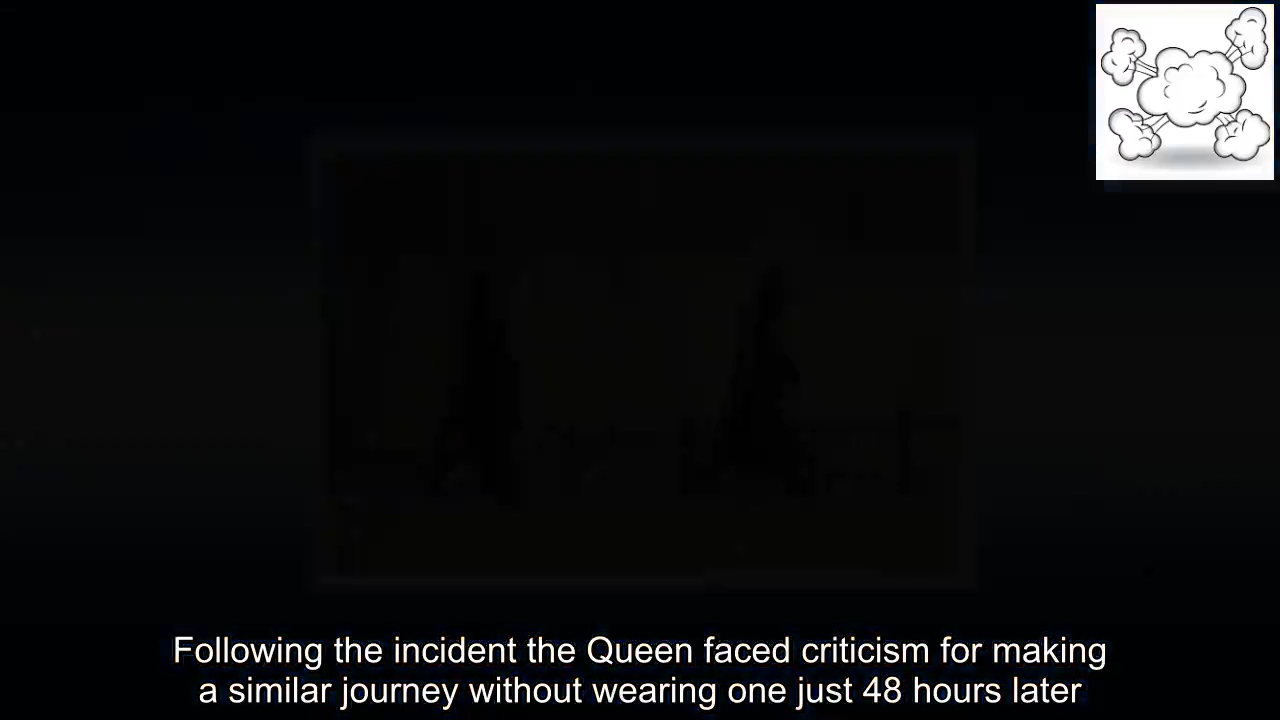 Following the incident the Queen faced criticism for making
a similar journey without wearing one just 48 hours later